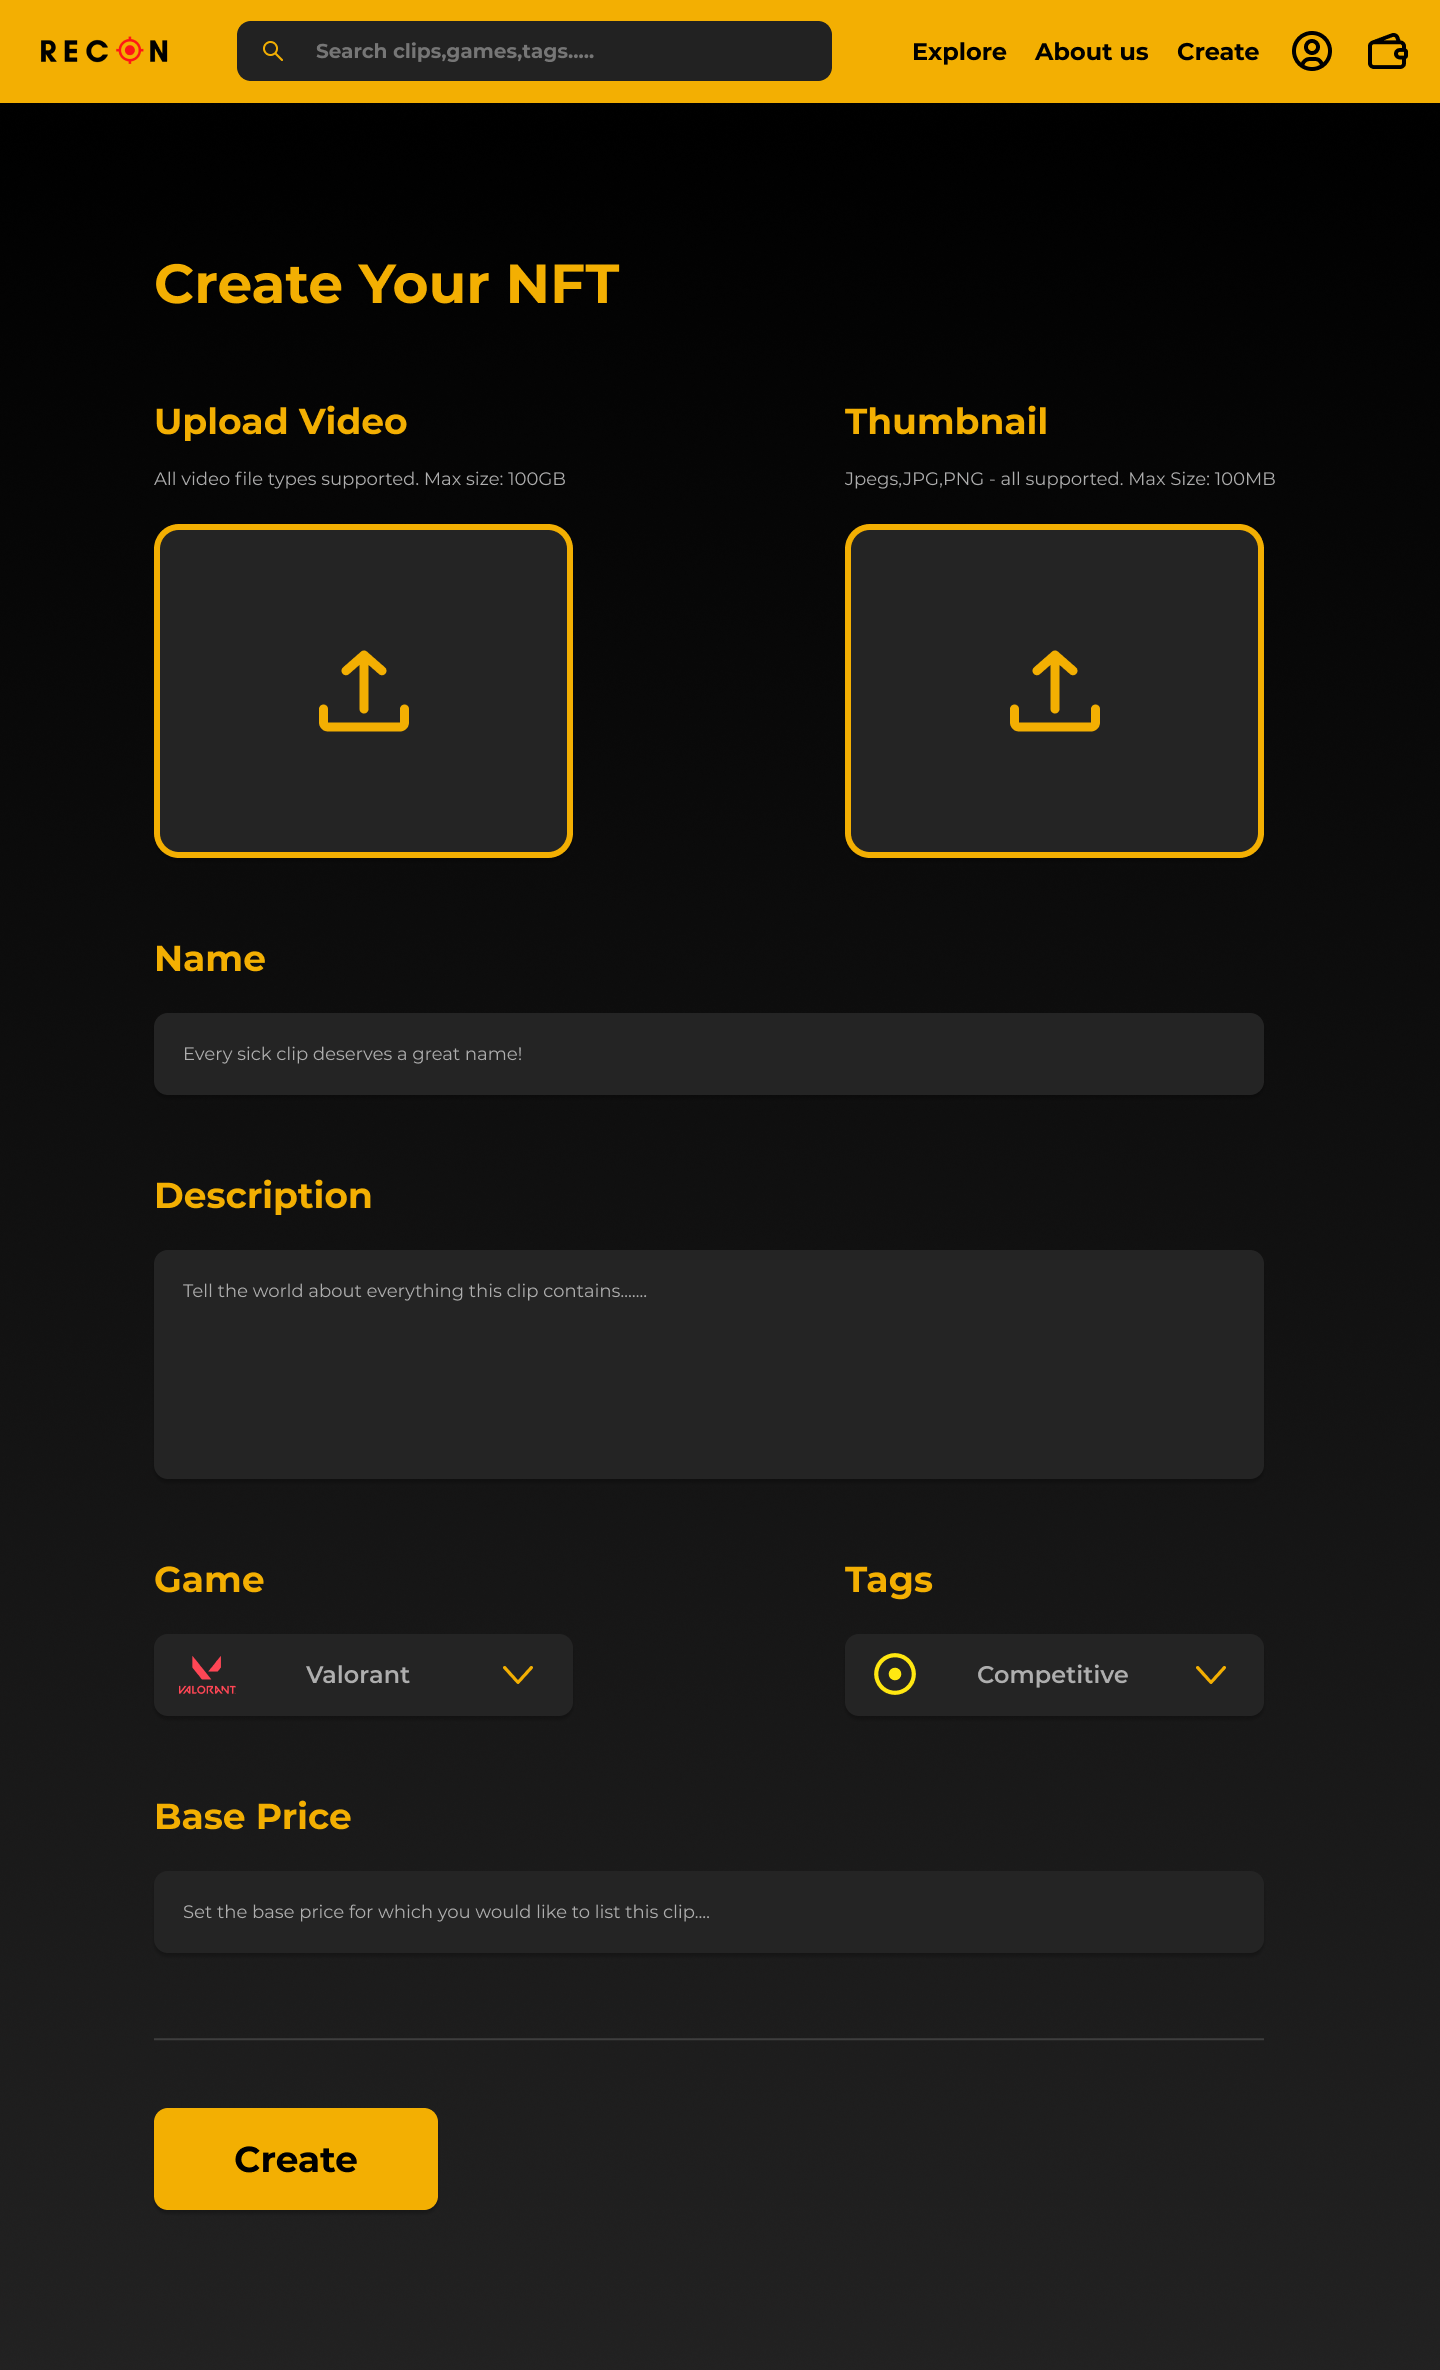 RECON
Search clips,games,tags.....
Explore
About us
Create
Create Your NFT
Upload Video
Thumbnail
All video file types supported. Max size: 100GB
Jpegs,JPG,PNG - all supported. Max Size: 100MB
Name
Every sick clip deserves a great name!
Description
Tell the world about everything this clip contains.......
Game
Tags
VALORANT
Valorant
Competitive
Base Price
Set the base price for which you would like to list this clip....
Create